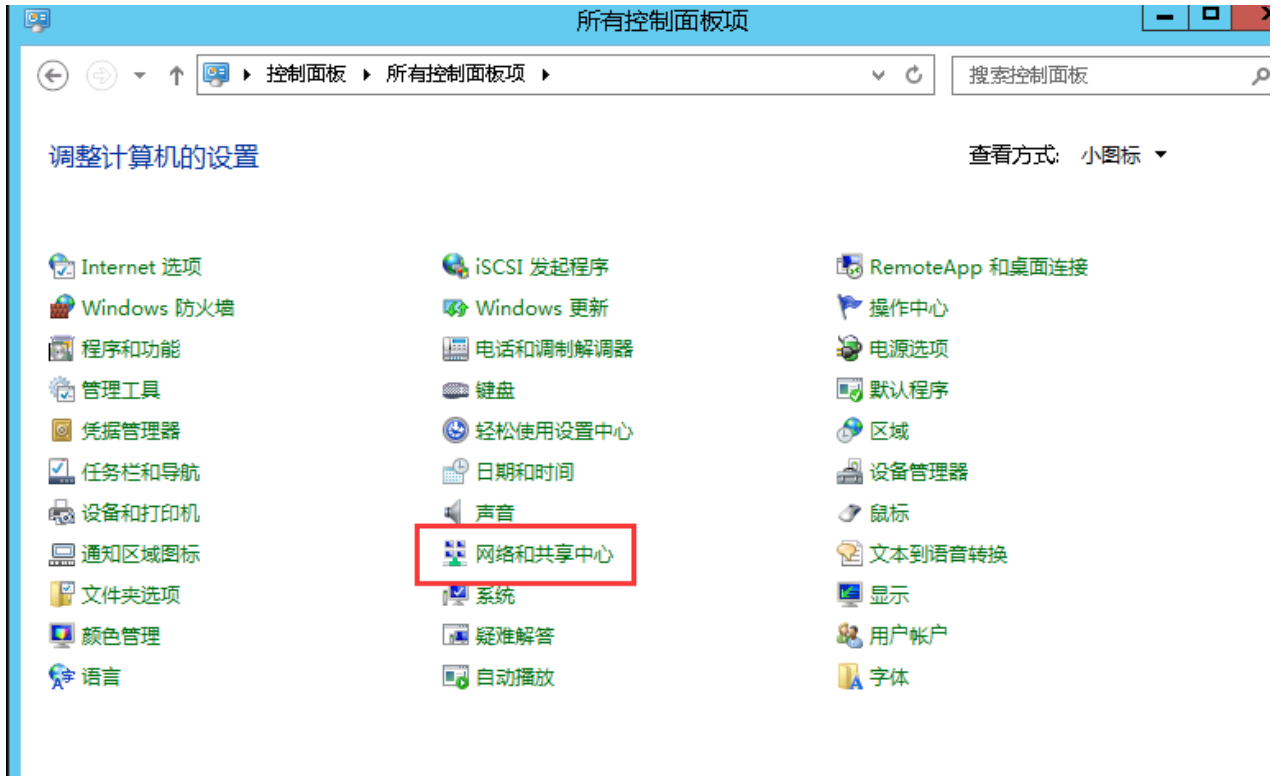 所有控制面板项
控制面板 所有控制面板项
搜索控制面板
调整计算机的设置
查看方式: 小图标
Internet 选项
iSCSI 发起程序
RemoteApp 和桌面连接
Windows 防火墙
Windows 更新
操作中心
程序和功能
电话和调制解调器
电源选项
管理工具
键盘
默认程序
凭据管理器
轻松使用设置中心
区域
任务栏和导航
日期和时间
设备管理器
设备和打印机
声音
鼠标
通知区域图标
网络和共享中心
文本到语音转换
文件夹选项
系统
显示
颜色管理
疑难解答
用户帐户
语言
自动播放
字体